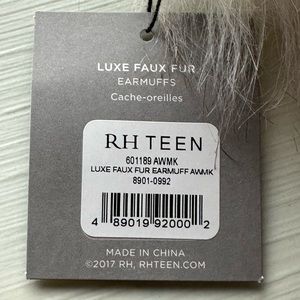 LUXE FAUX FUR
EARMUFFS
Cache-oreilles
RH TEEN
601189 AWMK
LUXE FAUX FUR EARMUFF AWMK
8901-0992
4 89019 92000 2
MADE IN CHINA
©2017 RH, RHTEEN.COM